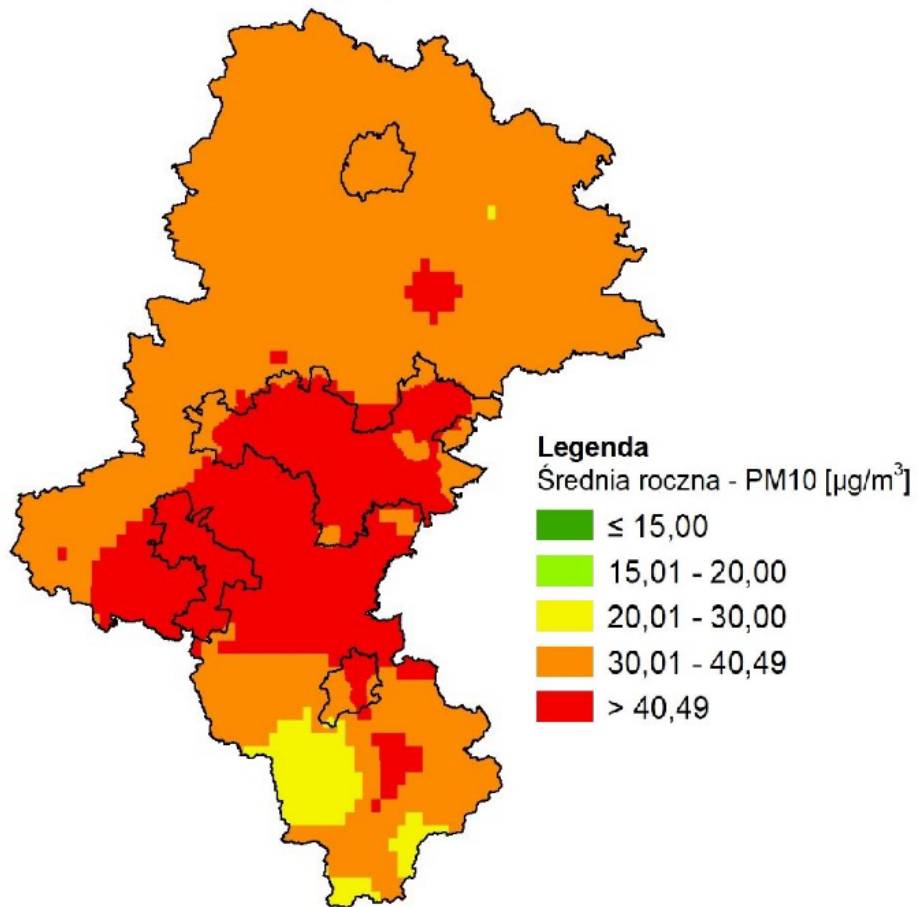 Legenda
Średnia roczna - PM10 [µg/m³]
≤ 15,00
15,01 - 20,00
20,01 - 30,00
30,01 - 40,49
> 40,49